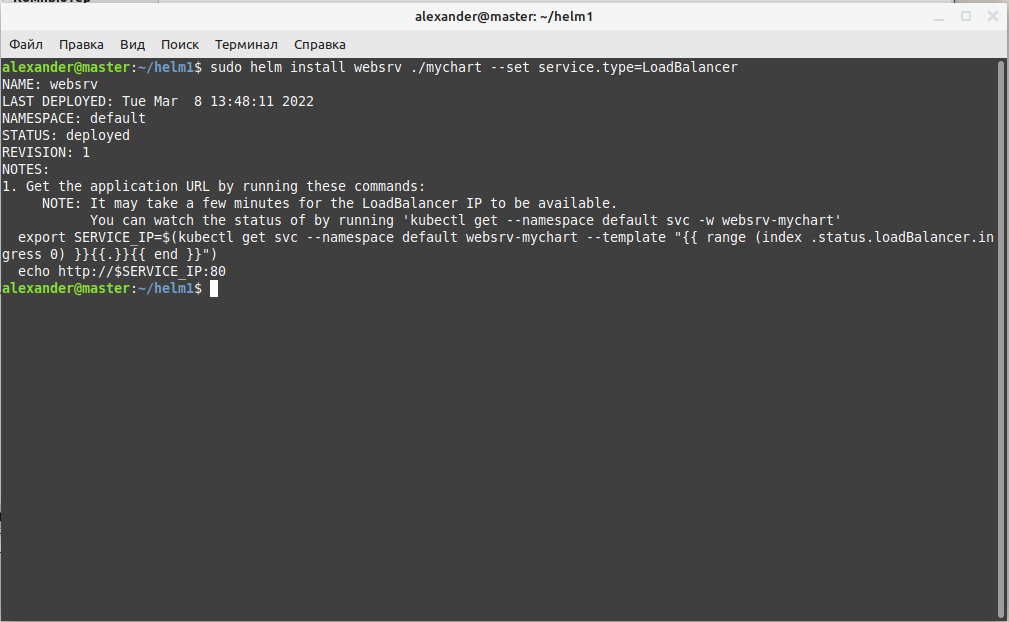 alexander@master: ~/helm1
Файл Правка Вид Поиск Терминал Справка
alexander@master:~/helm1$ sudo helm install websrv ./mychart --set service.type=LoadBalancer
NAME: websrv
LAST DEPLOYED: Tue Mar  8 13:48:11 2022
NAMESPACE: default
STATUS: deployed
REVISION: 1
NOTES:
1. Get the application URL by running these commands:
     NOTE: It may take a few minutes for the LoadBalancer IP to be available.
           You can watch the status of by running 'kubectl get --namespace default svc -w websrv-mychart'
  export SERVICE_IP=$(kubectl get svc --namespace default websrv-mychart --template "{{ range (index .status.loadBalancer.in
gress 0) }}{{.}}{{ end }}")
  echo http://$SERVICE_IP:80
alexander@master:~/helm1$